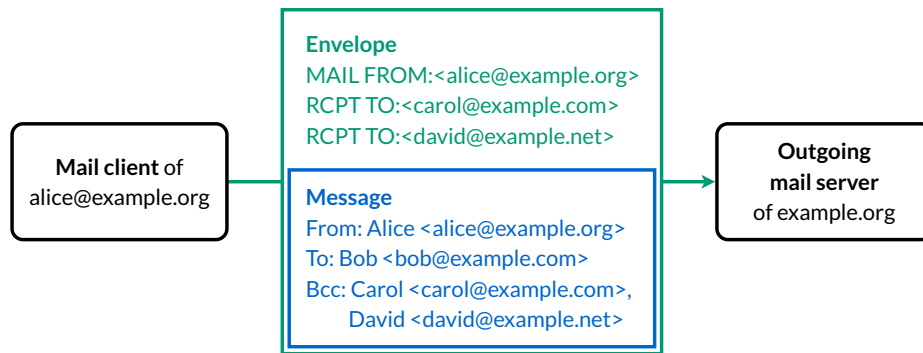 Mail client of
alice@example.org
Envelope
MAIL FROM:<alice@example.org>
RCPT TO:<carol@example.com>
RCPT TO:<david@example.net>
Message
From: Alice <alice@example.org>
To: Bob <bob@example.com>
Bcc: Carol <carol@example.com>,
David <david@example.net>
Outgoing
mail server
of example.org